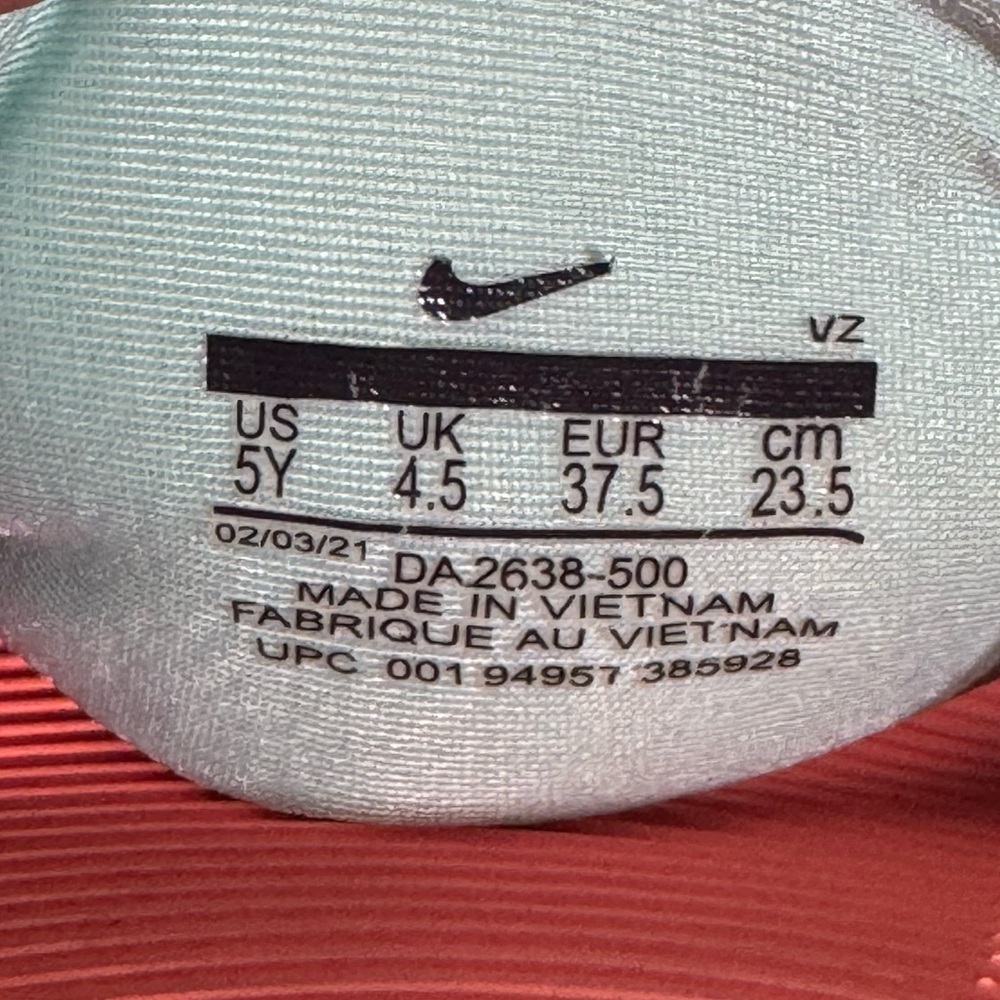 VZ
US UK EUR cm
5Y 4.5 37.5 23.5
02/03/21 DA2638-500
MADE IN VIETNAM
FABRIQUE AU VIETNAM
UPC 001 94957 385928